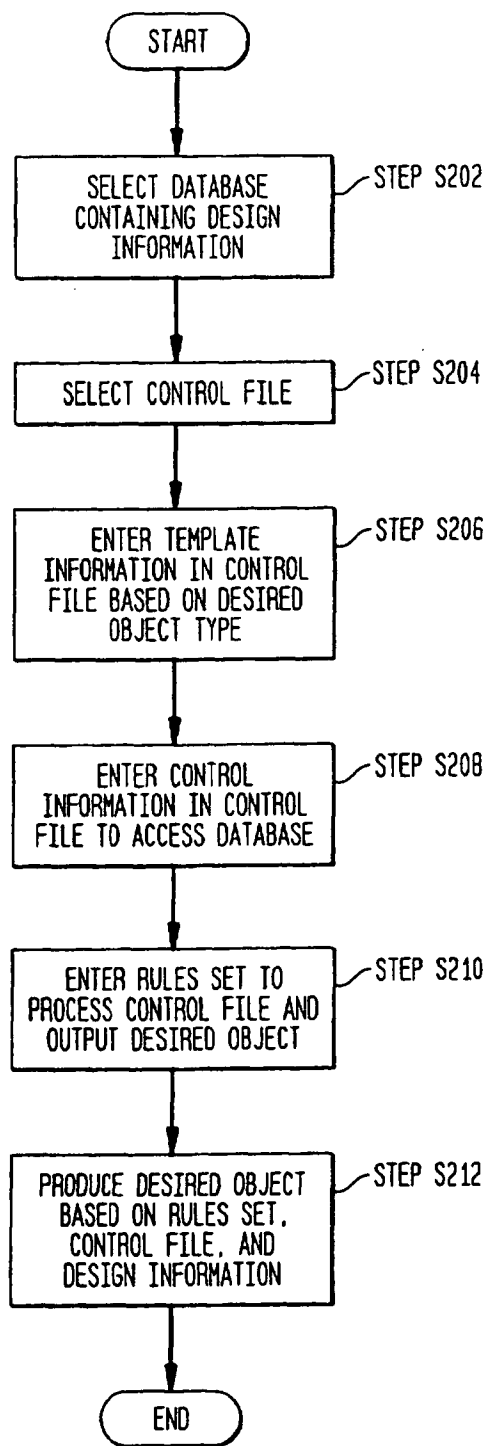 START
SELECT DATABASE
CONTAINING DESIGN
INFORMATION
STEP S202
SELECT CONTROL FILE
STEP S204
ENTER TEMPLATE
INFORMATION IN CONTROL
FILE BASED ON DESIRED
OBJECT TYPE
STEP S206
ENTER CONTROL
INFORMATION IN CONTROL
FILE TO ACCESS DATABASE
STEP S208
ENTER RULES SET TO
PROCESS CONTROL FILE AND
OUTPUT DESIRED OBJECT
STEP S210
PRODUCE DESIRED OBJECT
BASED ON RULES SET,
CONTROL FILE, AND
DESIGN INFORMATION
STEP S212
END